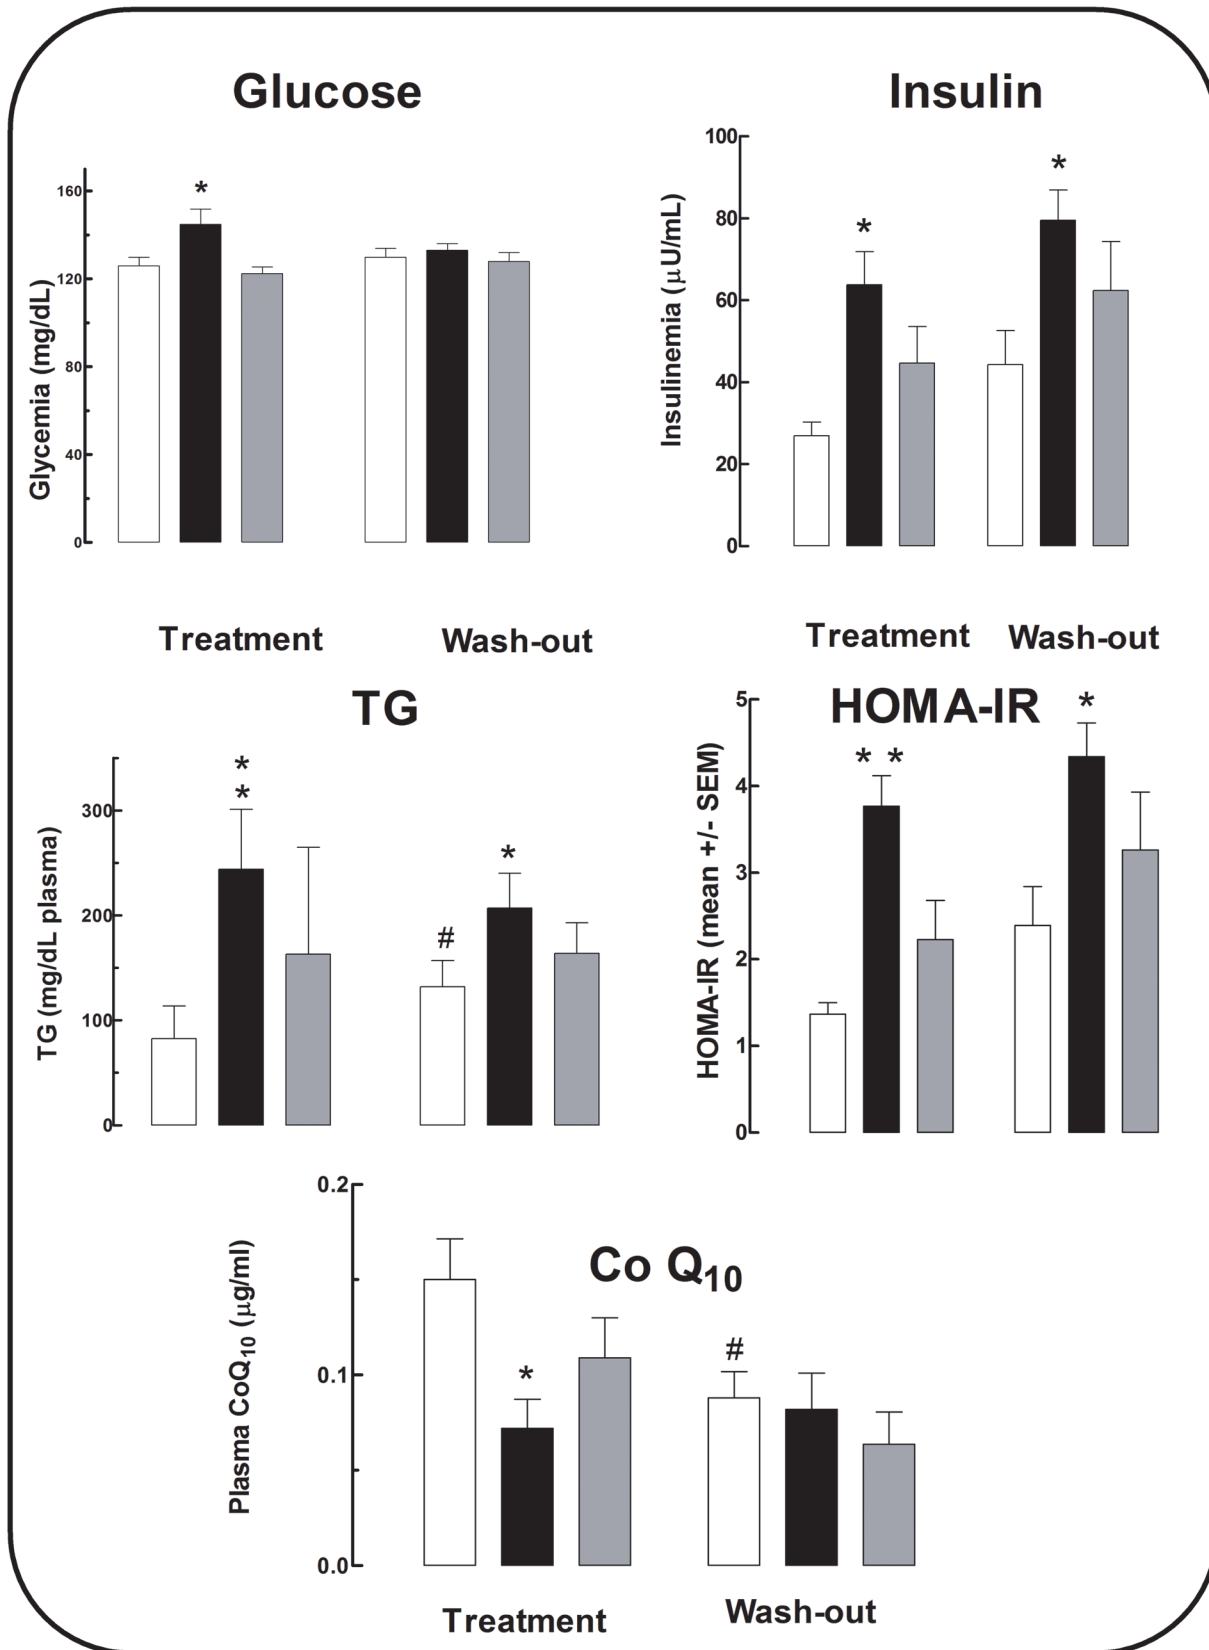 Glucose
Glycemia (mg/dL)
160
120
80
40
0
*
Treatment
Wash-out
Insulin
Insulinemia (μU/mL)
100
80
60
40
20
0
*
*
Treatment
Wash-out
TG
TG (mg/dL plasma)
300
200
100
0
*
*
#
*
HOMA-IR
HOMA-IR (mean +/- SEM)
5
4
3
2
1
0
* *
*
Co Q10
Plasma CoQ10 (μg/ml)
0.2
0.1
0.0
*
#
Treatment
Wash-out